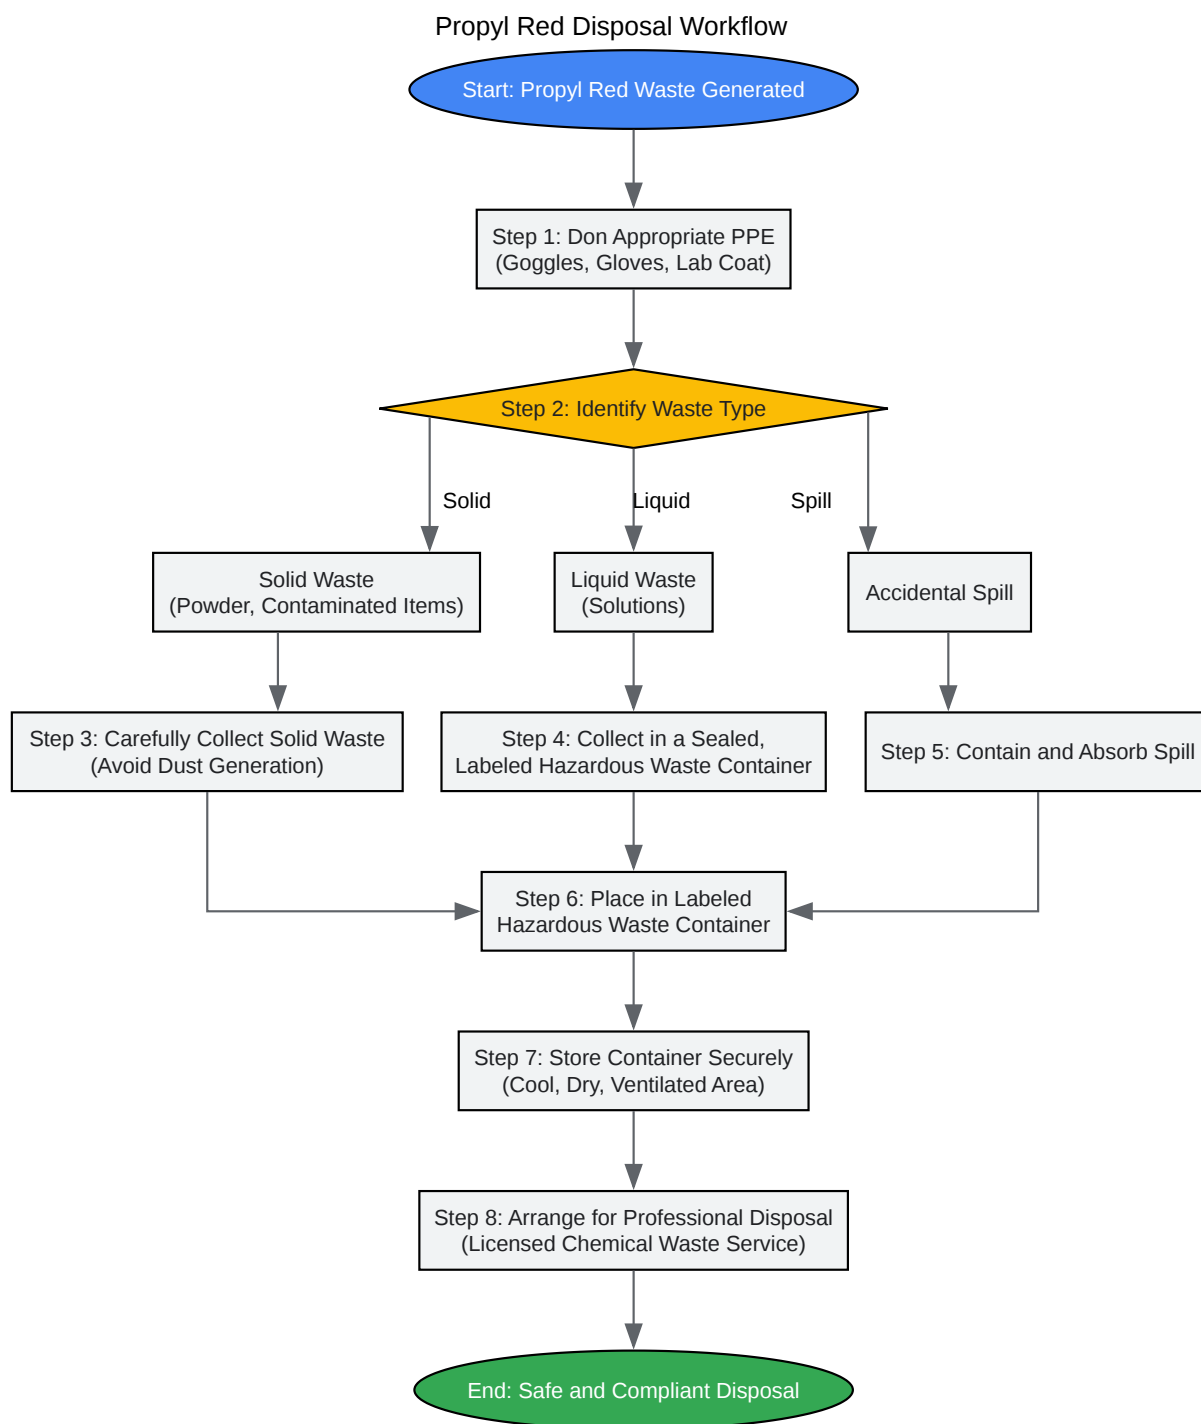 Propyl Red Disposal Workflow
Start: Propyl Red Waste Generated
Step 1: Don Appropriate PPE
(Goggles, Gloves, Lab Coat)
Step 2: Identify Waste Type
Solid
Liquid
Spill
Solid Waste
(Powder, Contaminated Items)
Liquid Waste
(Solutions)
Accidental Spill
Step 3: Carefully Collect Solid Waste
(Avoid Dust Generation)
Step 4: Collect in a Sealed,
Labeled Hazardous Waste Container
Step 5: Contain and Absorb Spill
Step 6: Place in Labeled
Hazardous Waste Container
Step 7: Store Container Securely
(Cool, Dry, Ventilated Area)
Step 8: Arrange for Professional Disposal
(Licensed Chemical Waste Service)
End: Safe and Compliant Disposal